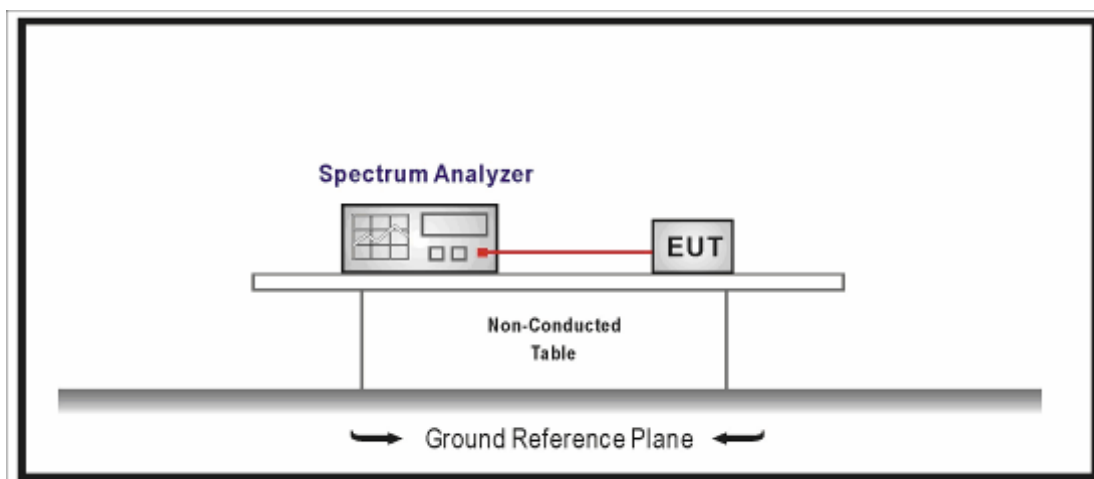 Spectrum Analyzer
EUT
Non-Conducted
Table
Ground Reference Plane